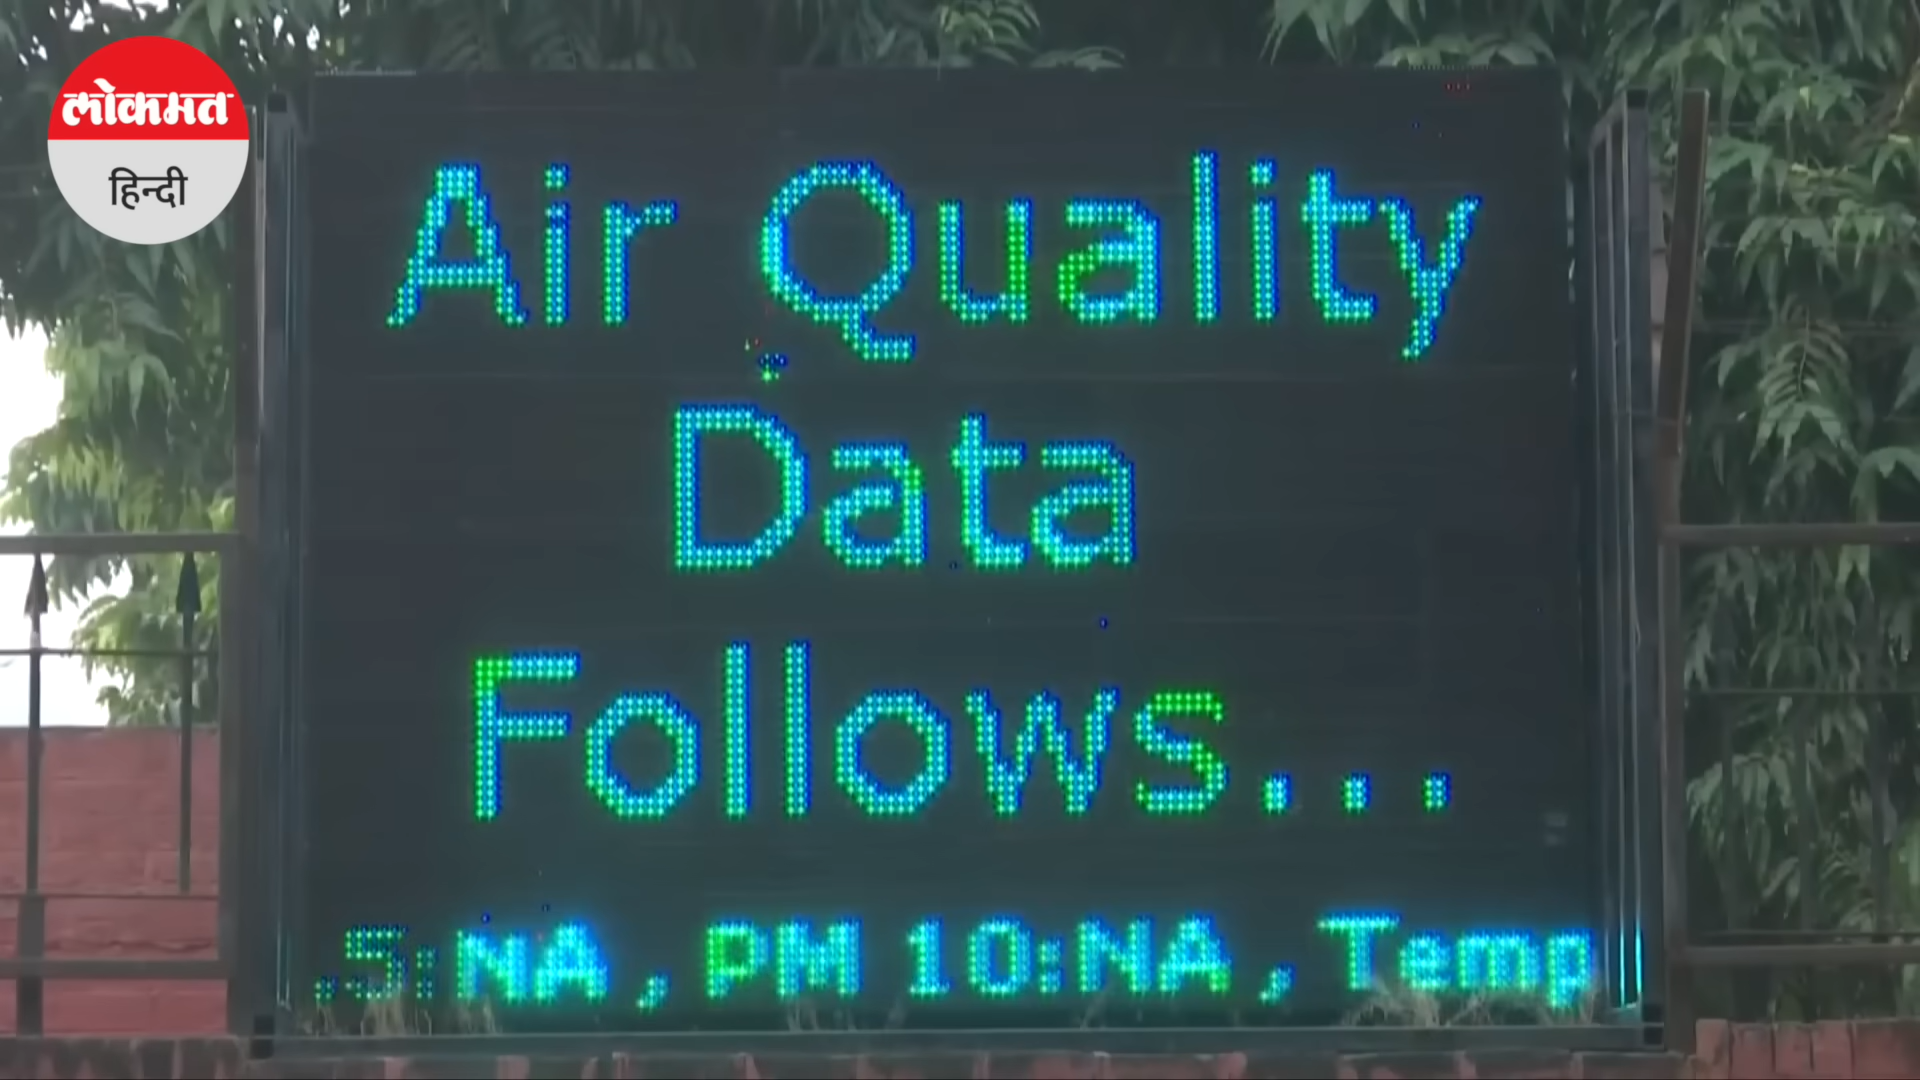 लोकमत
हिन्दी
Air Quality
Data
Follows...
.5:NA, PM 10:NA, Temp